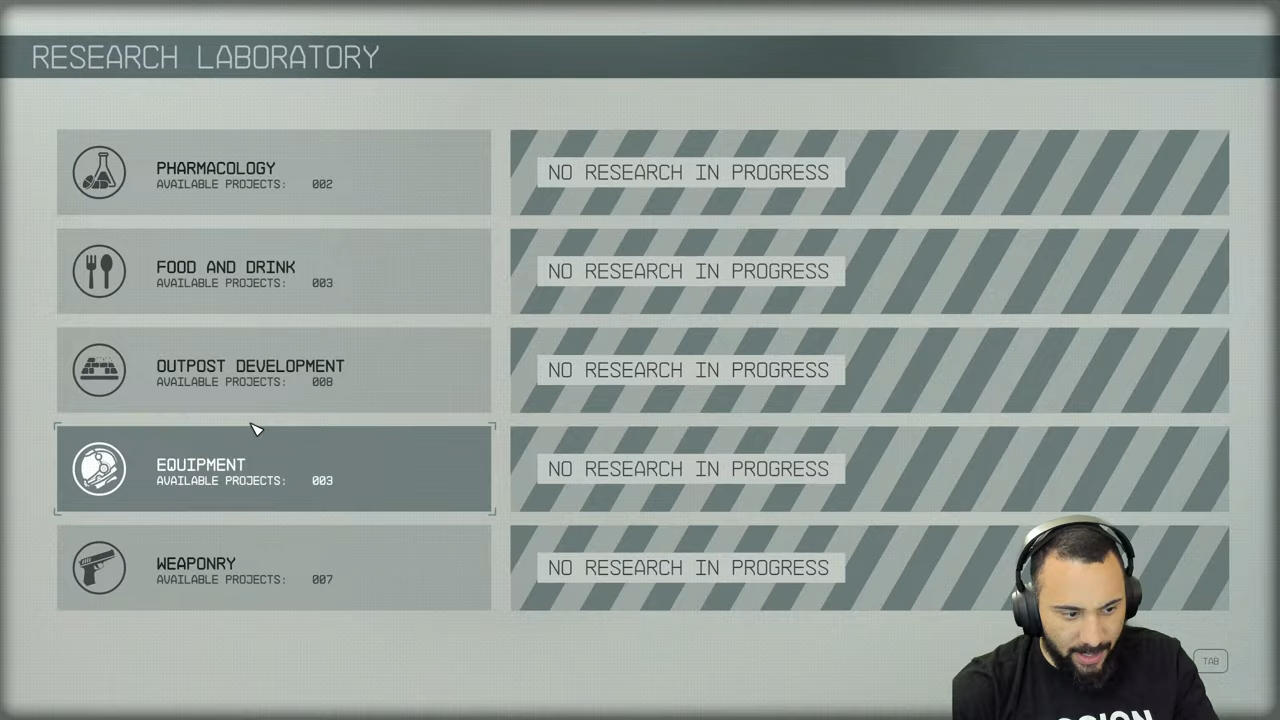 RESEARCH LABORATORY
PHARMACOLOGY
AVAILABLE PROJECTS: 002
NO RESEARCH IN PROGRESS
FOOD AND DRINK
AVAILABLE PROJECTS: 003
NO RESEARCH IN PROGRESS
OUTPOST DEVELOPMENT
AVAILABLE PROJECTS: 008
NO RESEARCH IN PROGRESS
EQUIPMENT
AVAILABLE PROJECTS: 003
NO RESEARCH IN PROGRESS
WEAPONRY
AVAILABLE PROJECTS: 007
NO RESEARCH IN PROGRESS
TAB